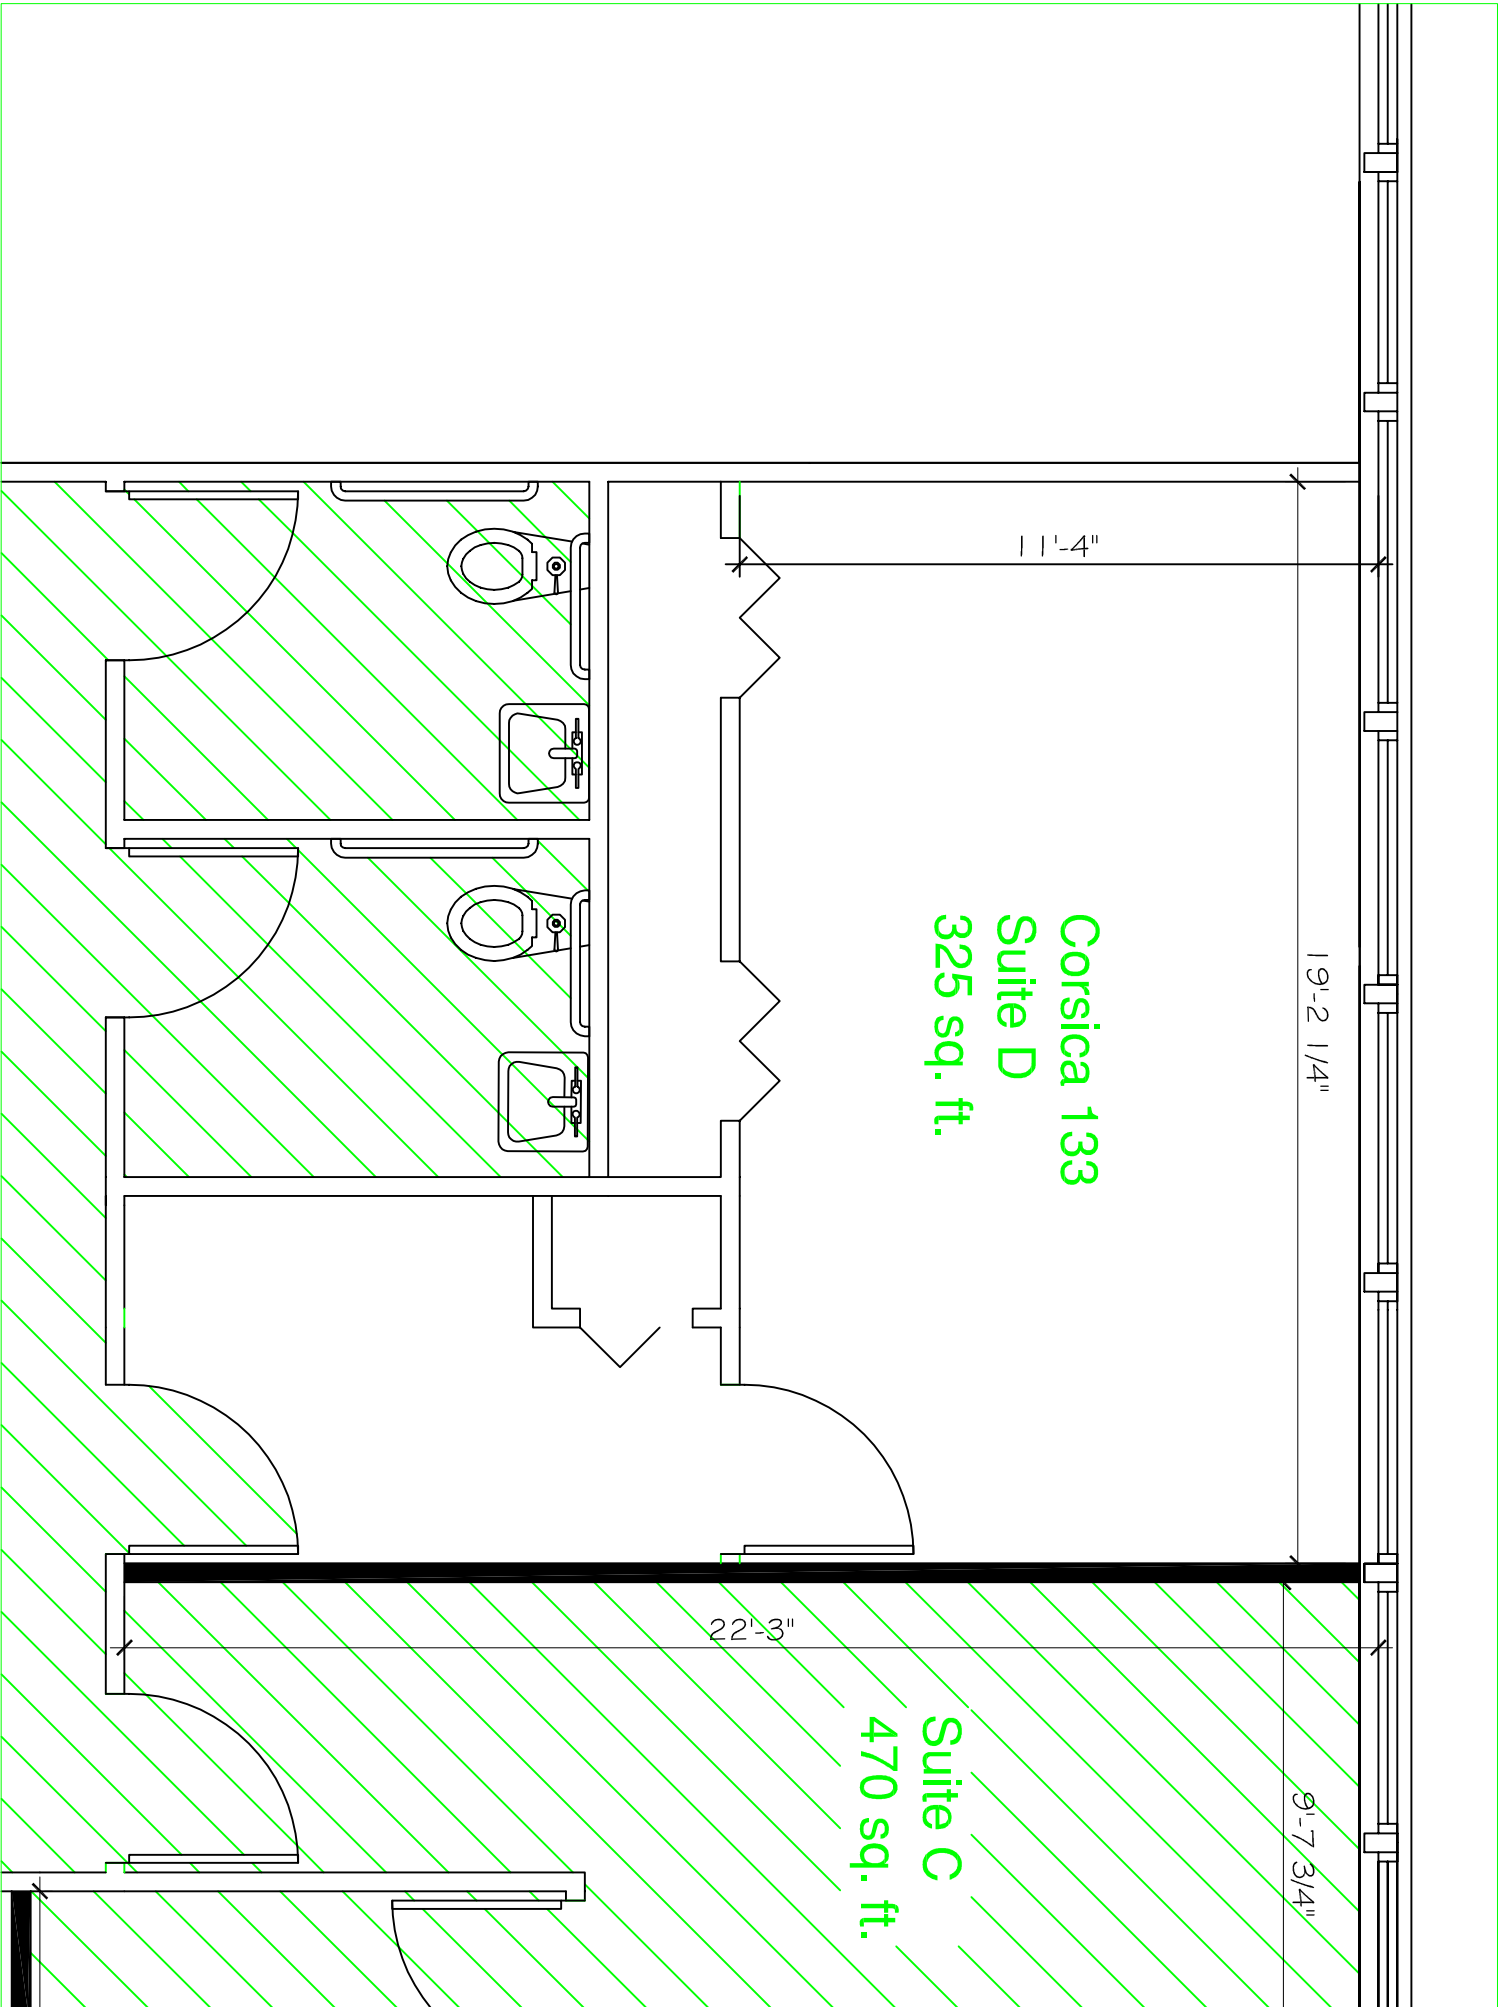 11'-4"
19'-2 1/4"
Corsica 133
Suite D
325 sq. ft.
22'-3"
Suite C
470 sq. ft.
9'-7 3/4"